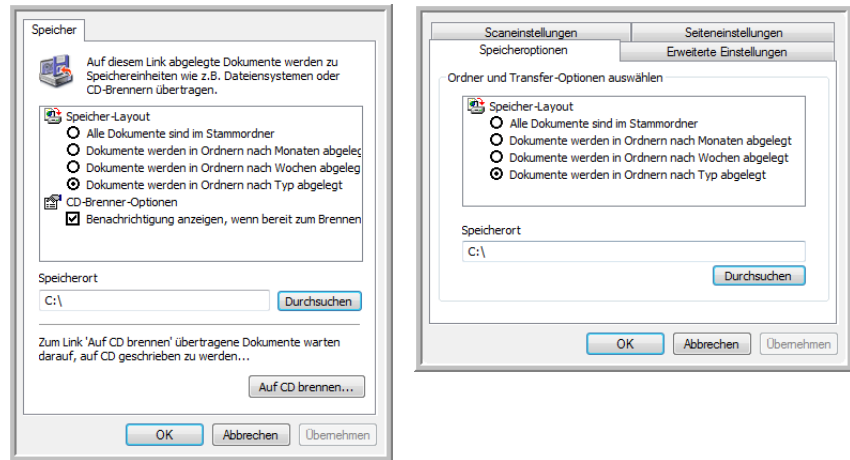 Speicher
Auf diesem Link abgelegte Dokumente werden zu
Speichereinheiten wie z.B. Dateiensystemen oder
CD-Brennern übertragen.
Speicher-Layout
Alle Dokumente sind im Stammordner
Dokumente werden in Ordnern nach Monaten abgeleg
Dokumente werden in Ordnern nach Wochen abgeleg
Dokumente werden in Ordnern nach Typ abgelegt
CD-Brenner-Optionen
Benachrichtigung anzeigen, wenn bereit zum Brennen
Speicherort
C:\
Durchsuchen
Zum Link 'Auf CD brennen' übertragene Dokumente warten
darauf, auf CD geschrieben zu werden...
Auf CD brennen...
OK Abbrechen Übernehmen
Scaneinstellungen Seiteneinstellungen
Speicheroptionen Erweiterte Einstellungen
Ordner und Transfer-Optionen auswählen
Speicher-Layout
Alle Dokumente sind im Stammordner
Dokumente werden in Ordnern nach Monaten abgelegt
Dokumente werden in Ordnern nach Wochen abgelegt
Dokumente werden in Ordnern nach Typ abgelegt
Speicherort
C:\
Durchsuchen
OK Abbrechen Übernehmen